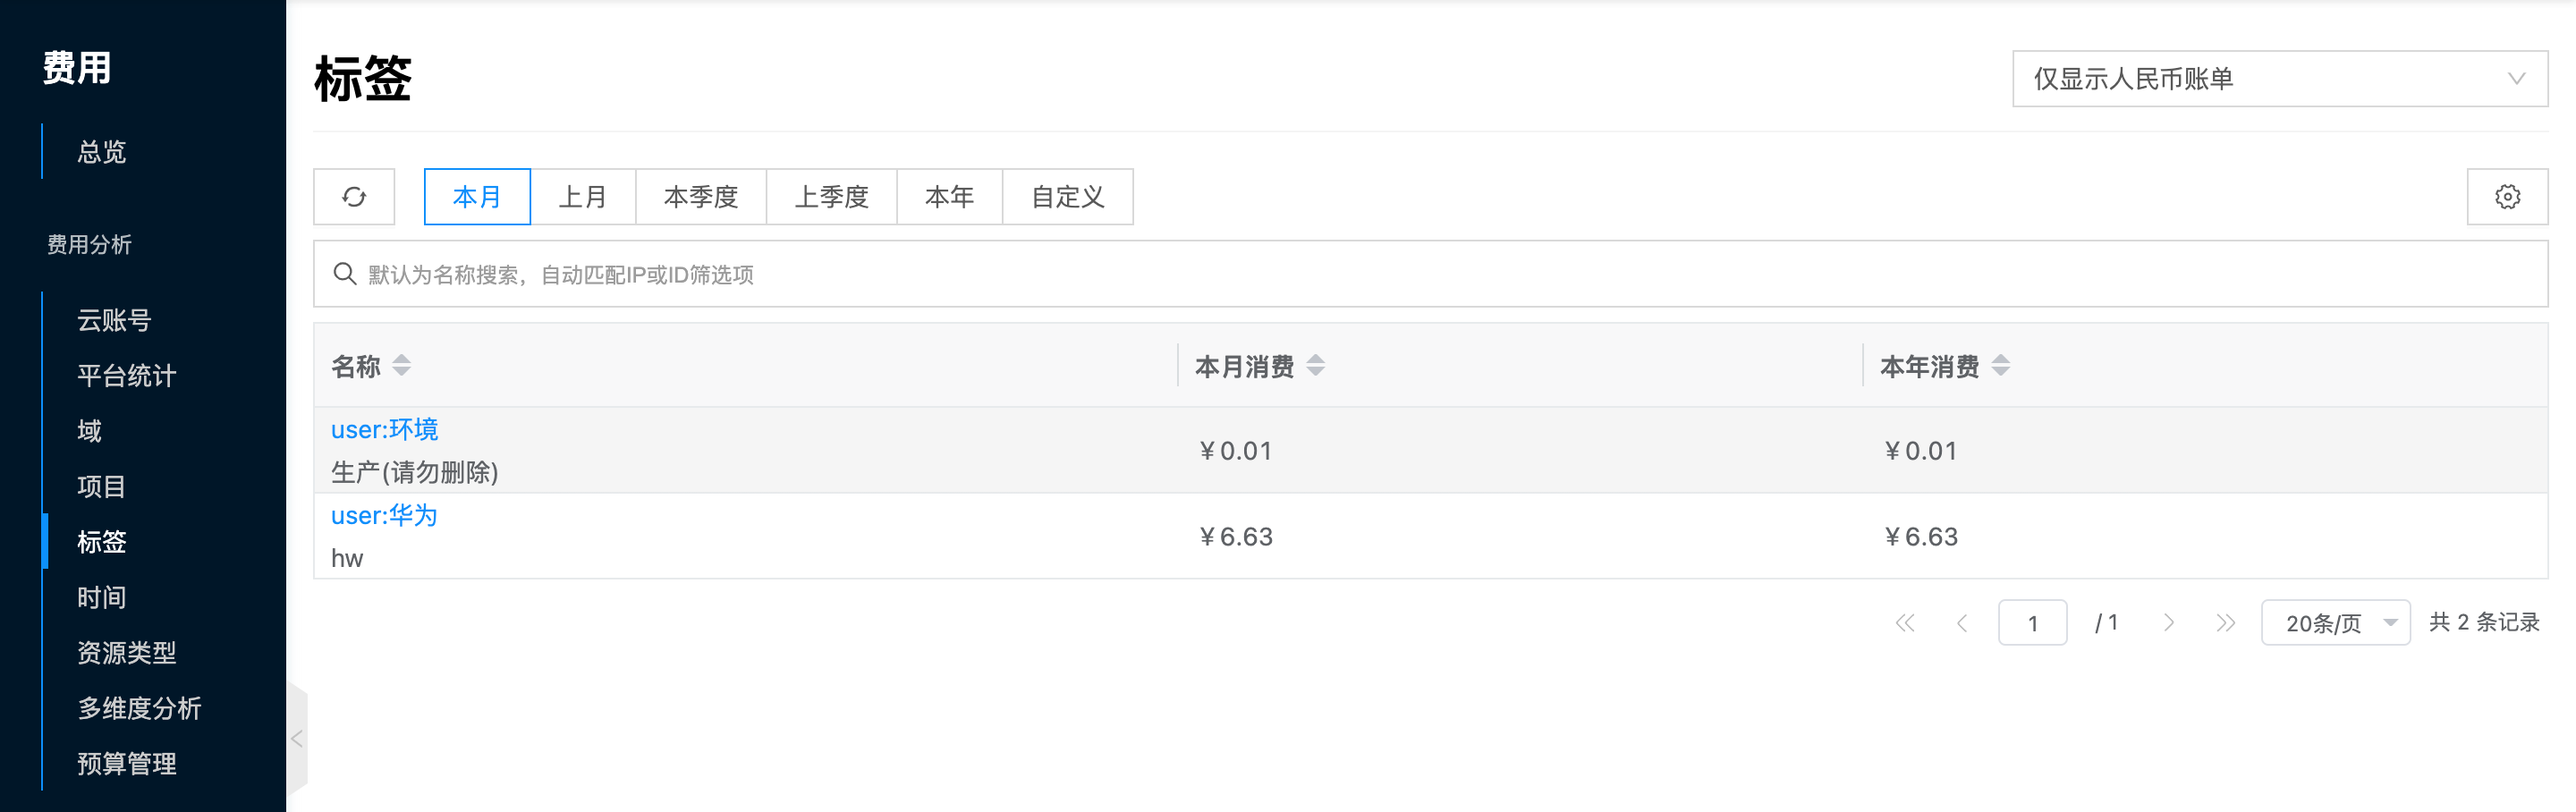 费用
总览
费用分析
云账号
平台统计
域
项目
标签
时间
资源类型
多维度分析
预算管理
标签
仅显示人民币账单
本月 上月 本季度 上季度 本年 自定义
默认为名称搜索，自动匹配IP或ID筛选项
名称 本月消费 本年消费
user:环境
生产(请勿删除)
¥0.01 ¥0.01
user:华为
hw
¥6.63 ¥6.63
1 / 1 20条/页 共 2 条记录